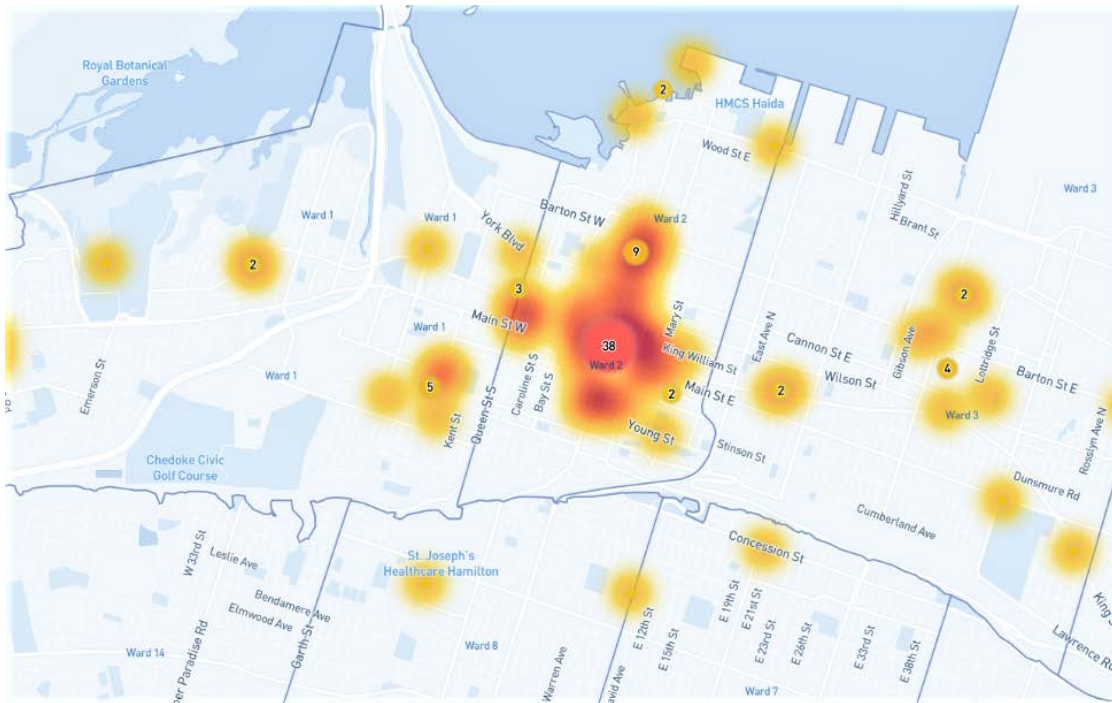 Royal Botanical
Gardens
2
HMCS Haida
Wood St E
Hillyard St
Ward 3
Brant St
Ward 1
Ward 1
York Blvd
Barton St W
Ward 2
9
2
3
2
Main St W
Ward 1
38
Ward 2
Mary St
King William St
East Ave N
Cannon St E
Wilson St
Gibson Ave
Lottridge St
4
Barton St E
Emerson St
Ward 1
5
Kent St
Queen St S
Caroline St S
Bay St S
2
Main St E
2
Ward 3
Rosslyn Ave N
Young St
Stinson St
Chedoke Civic
Golf Course
Dunsmure Rd
Cumberland Ave
W 33rd St
Leslie Ave
St. Joseph's
Healthcare Hamilton
Concession St
Bendamere Ave
Elmwood Ave
Garth St
E 12th St
E 15th St
E 19th St
E 21st St
E 23rd St
E 26th St
E 33rd St
E 38th St
Lawrence Rd
King
Ward 14
per Paradise Rd
Ward 8
Warren Ave
avid Ave
Ward 7